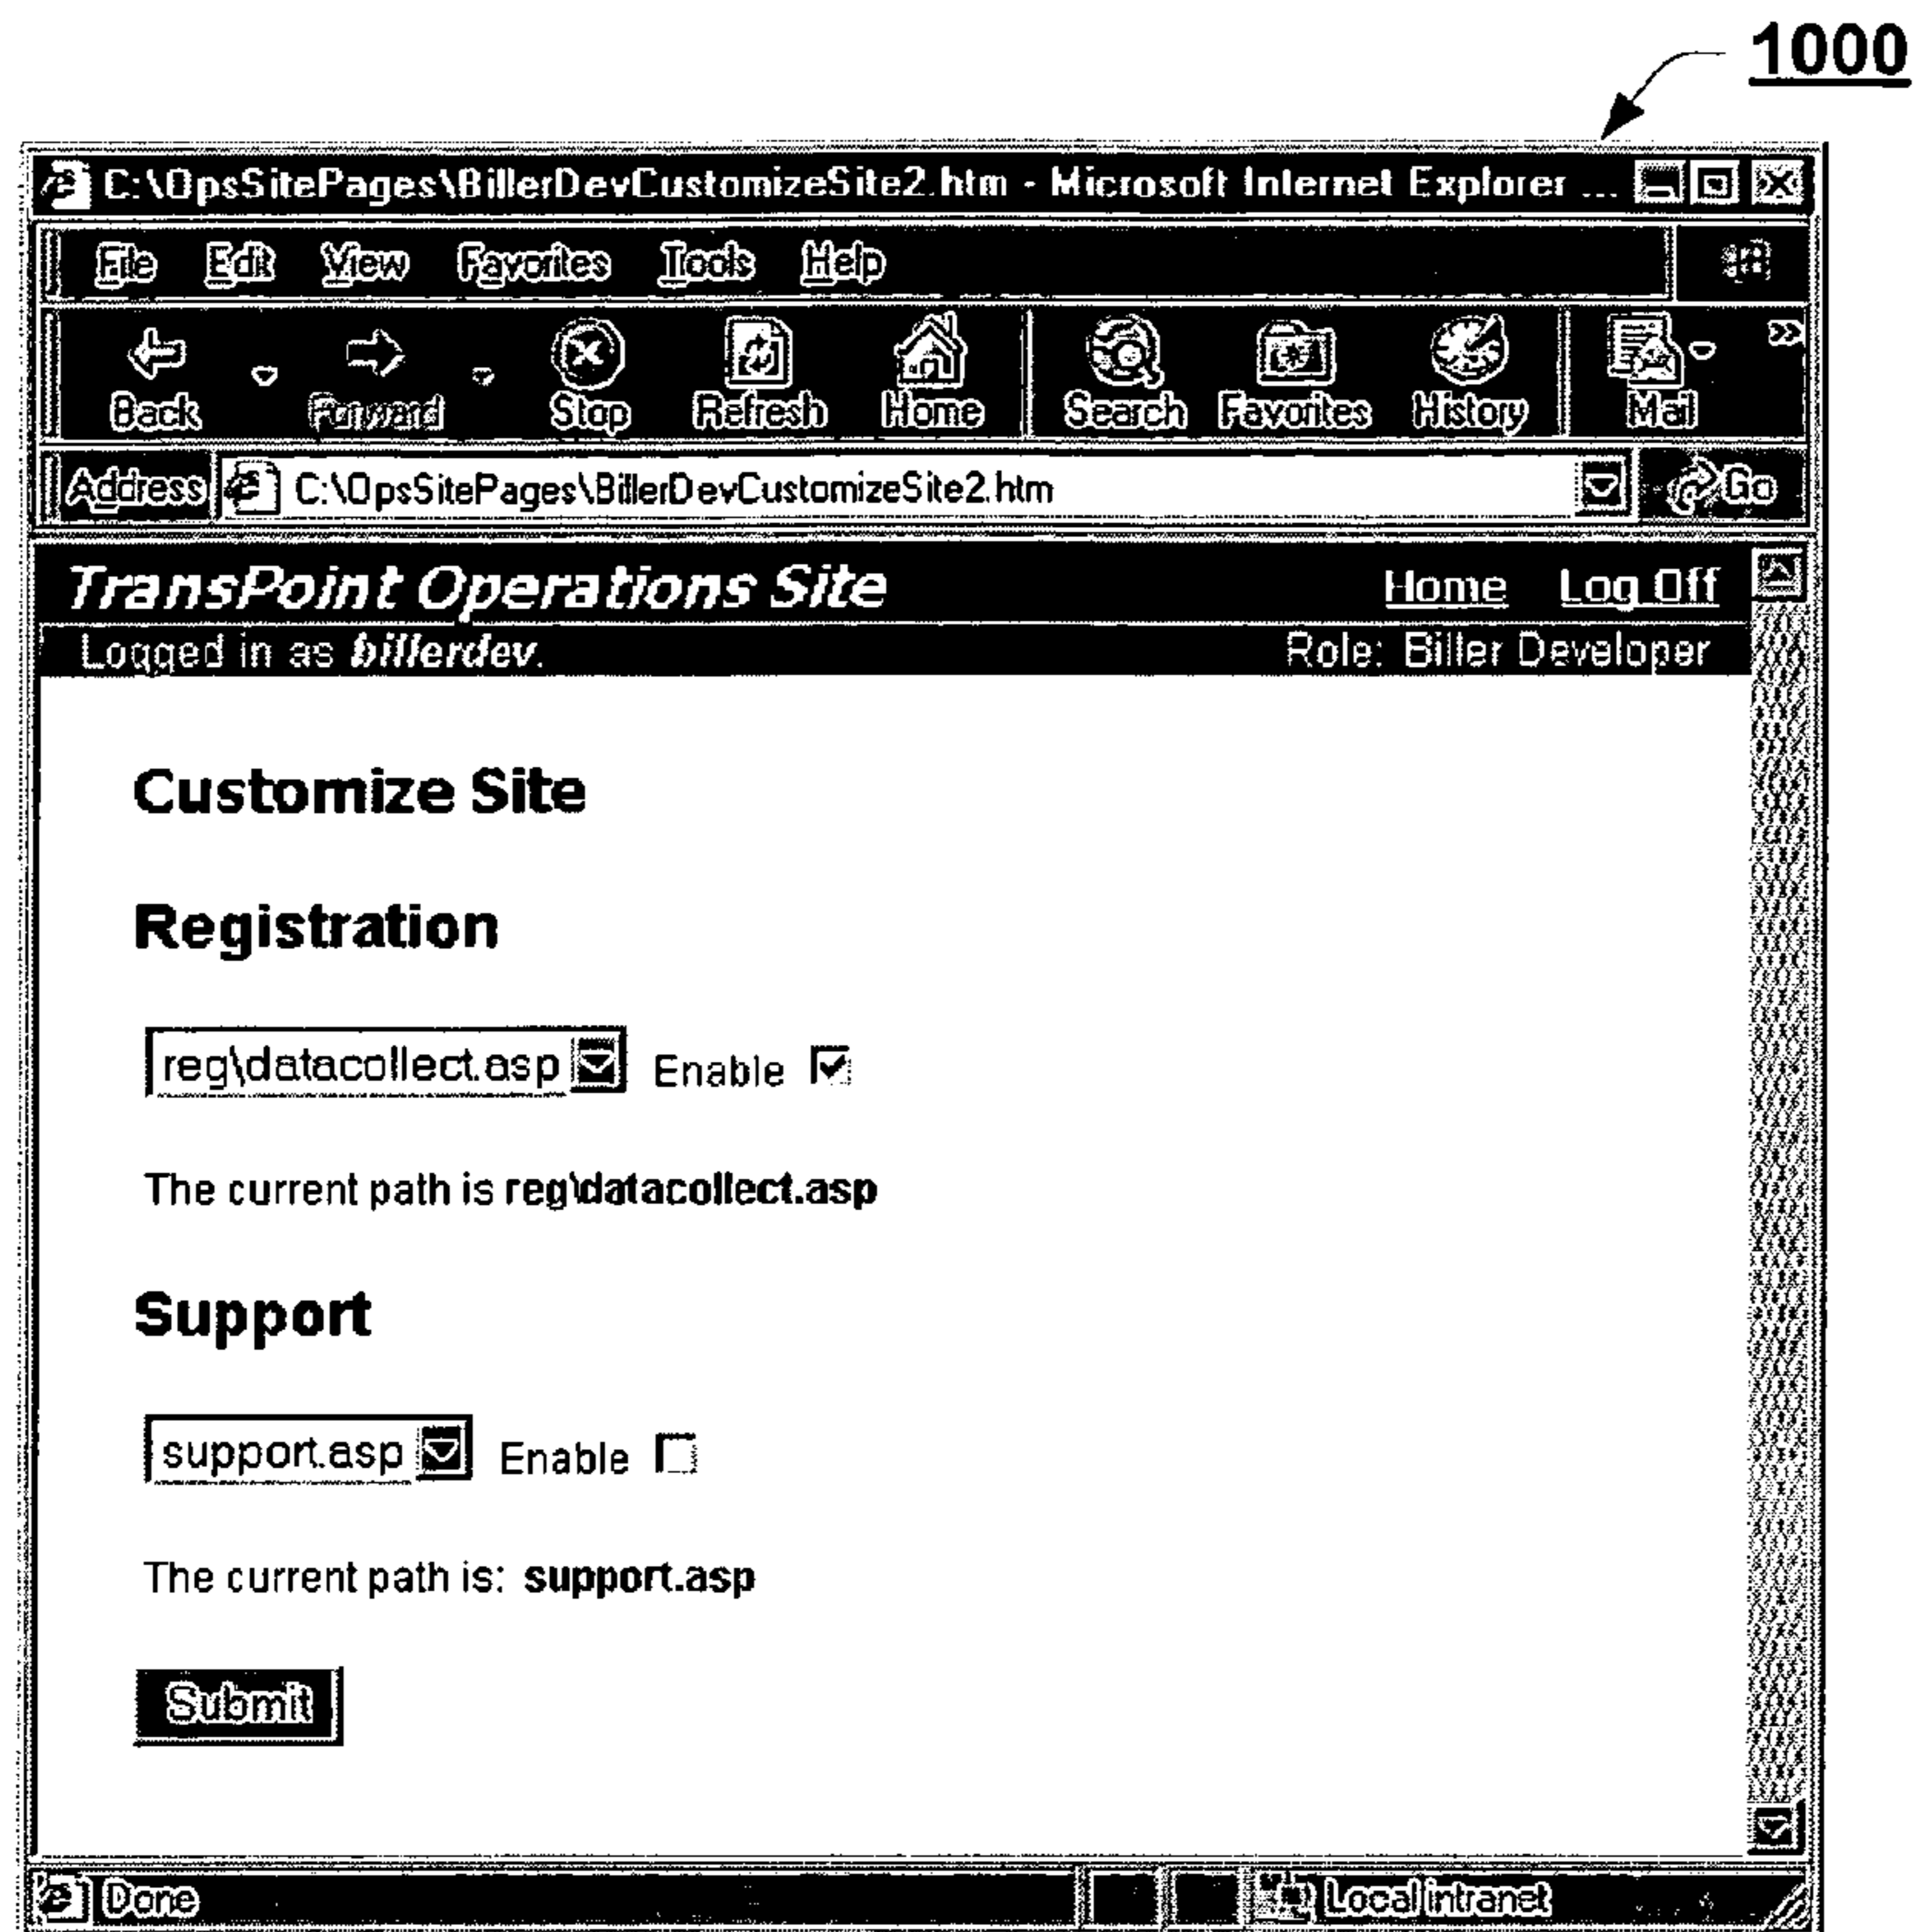 1000
C:\OpsSitePages\BillerDevCustomizeSite2.htm - Microsoft Internet Explorer ...
File Edit View Favorites Tools Help
Back Forward Stop Refresh Home Search Favorites History Mail »
Address C:\OpsSitePages\BillerDevCustomizeSite2.htm Go
TransPoint Operations Site Home Log Off
Logged in as billerdev. Role: Biller Developer
Customize Site
Registration
reg\datacollect.asp Enable
The current path is reg\datacollect.asp
Support
support.asp Enable
The current path is: support.asp
Submit
Done Local intranet